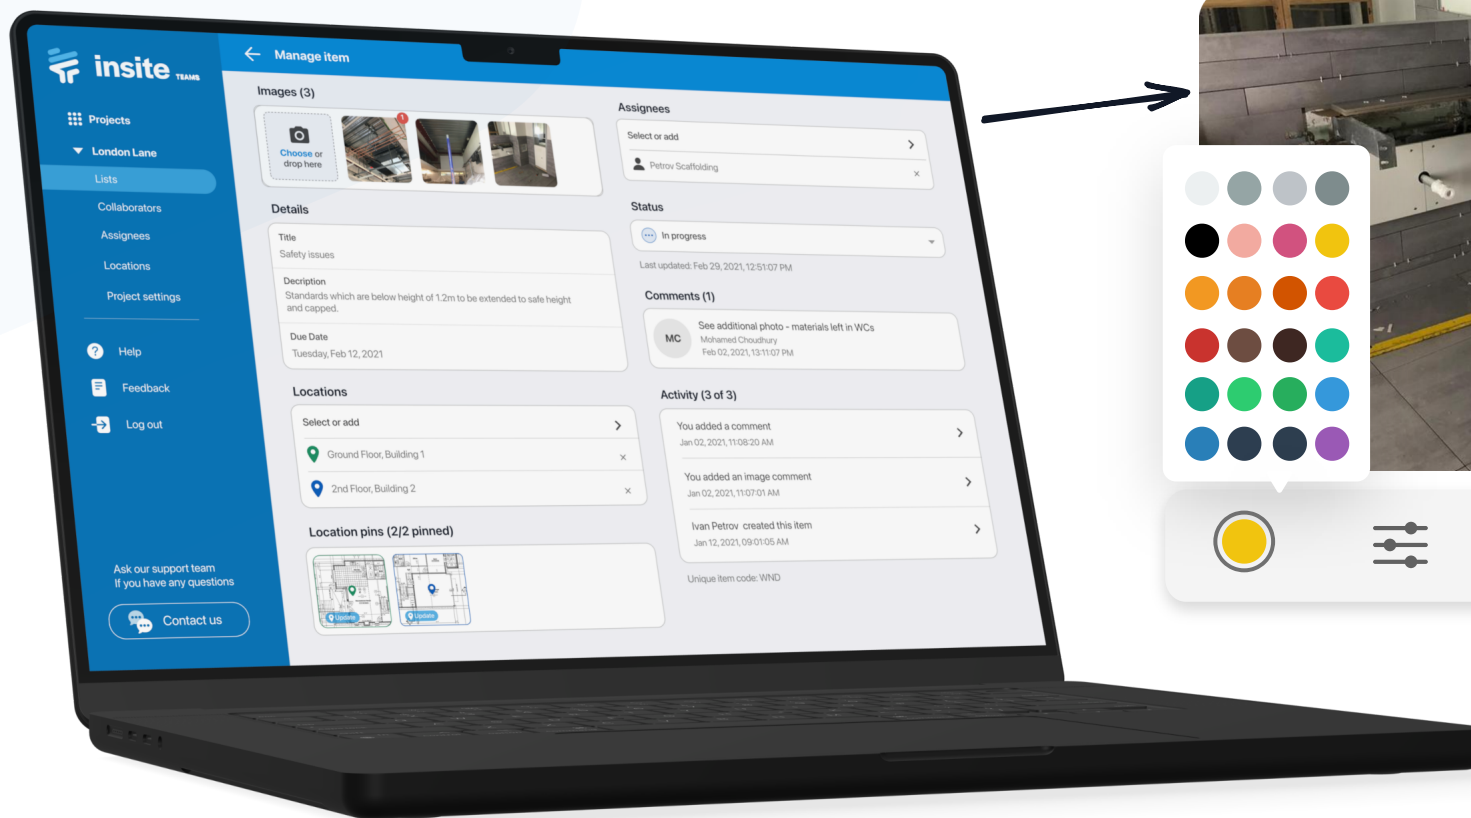 insite TEAMS
Projects
London Lane
Lists
Collaborators
Assignees
Locations
Project settings
Help
Feedback
Log out
Ask our support team
If you have any questions
Contact us
Manage item
Images (3)
Choose or
drop here
1
Details
Title
Safety issues
Decription
Standards which are below height of 1.2m to be extended to safe height
and capped.
Due Date
Tuesday, Feb 12, 2021
Locations
Select or add
Ground Floor, Building 1
2nd Floor, Building 2
Location pins (2/2 pinned)
Update
Update
Assignees
Select or add
Petrov Scaffolding
Status
In progress
Last updated: Feb 29, 2021, 12:51:07 PM
Comments (1)
MC
See additional photo - materials left in WCs
Mohamed Choudhury
Feb 02, 2021, 13:11:07 PM
Activity (3 of 3)
You added a comment
Jan 02, 2021, 11:08:20 AM
You added an image comment
Jan 02, 2021, 11:07:01 AM
Ivan Petrov created this item
Jan 12, 2021, 09:01:05 AM
Unique item code: WND